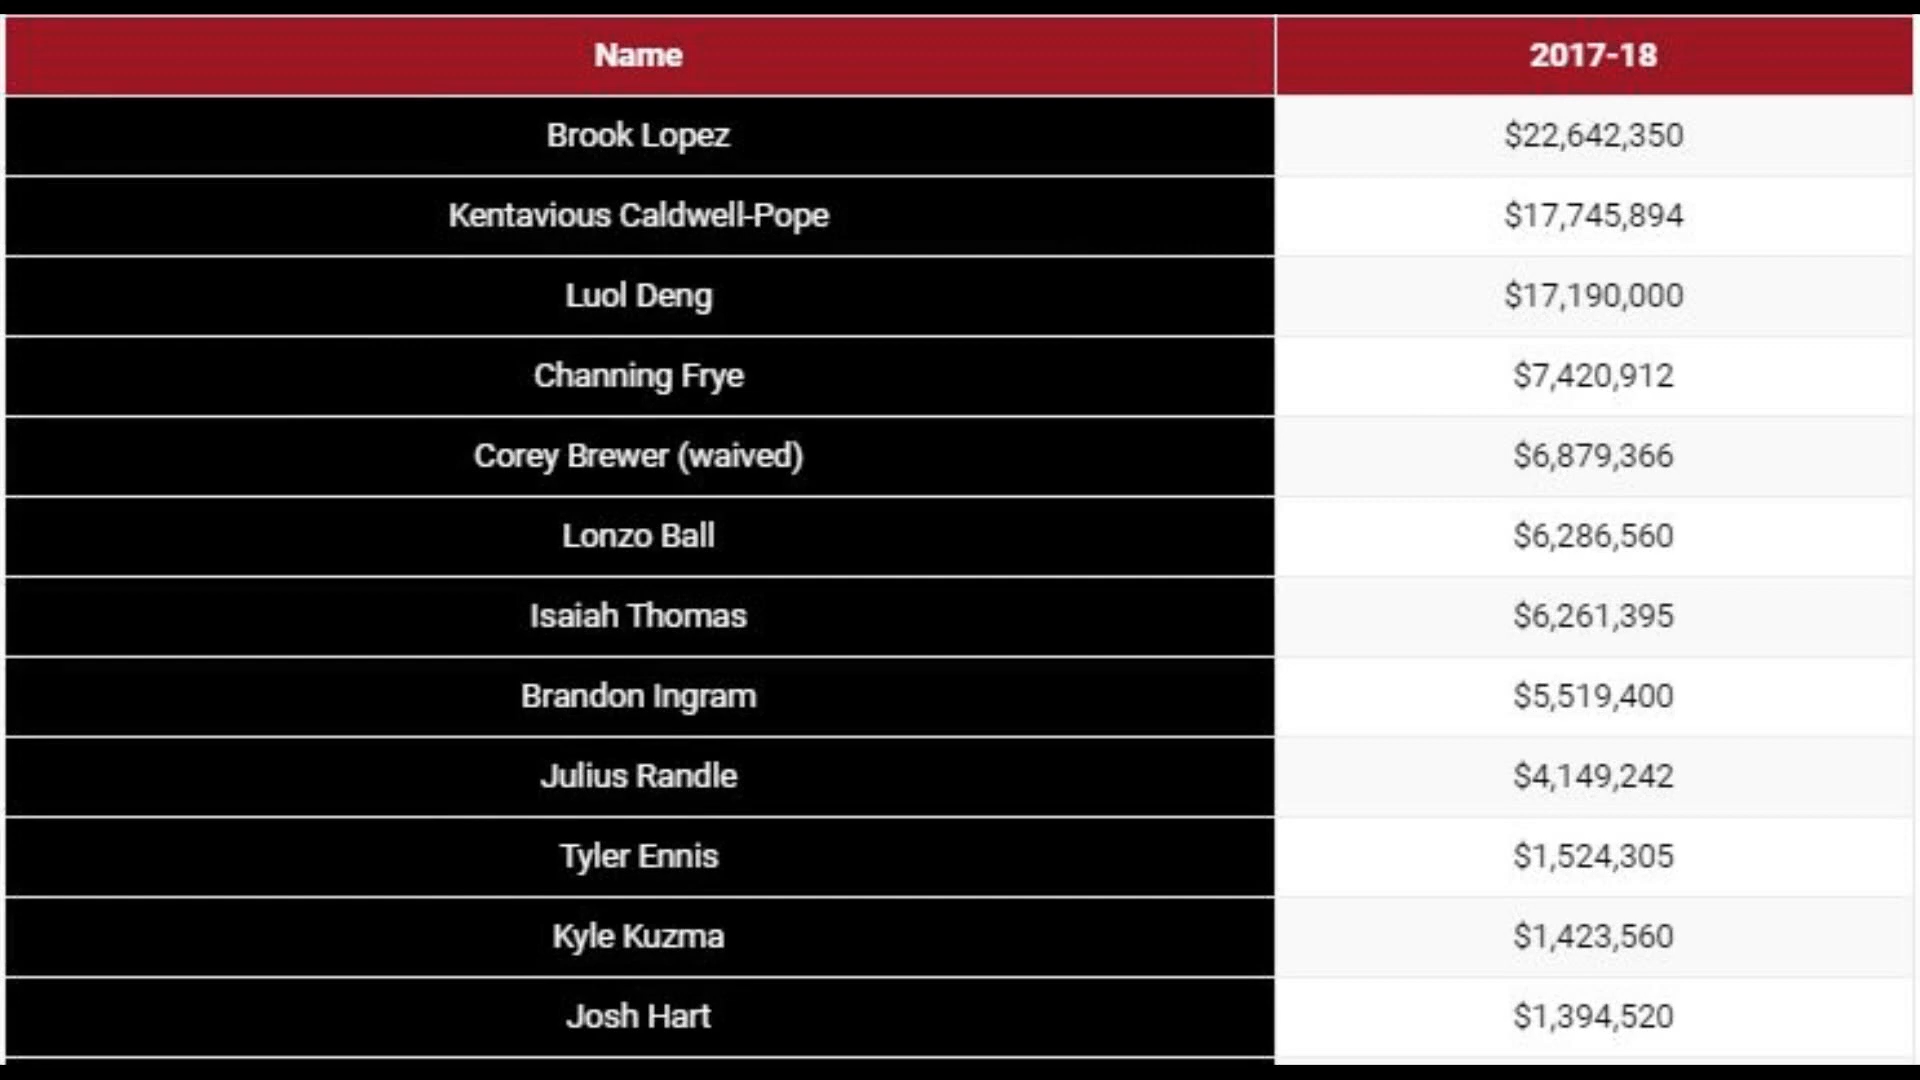 Name 2017-18
Brook Lopez $22,642,350
Kentavious Caldwell-Pope $17,745,894
Luol Deng $17,190,000
Channing Frye $7,420,912
Corey Brewer (waived) $6,879,366
Lonzo Ball $6,286,560
Isaiah Thomas $6,261,395
Brandon Ingram $5,519,400
Julius Randle $4,149,242
Tyler Ennis $1,524,305
Kyle Kuzma $1,423,560
Josh Hart $1,394,520